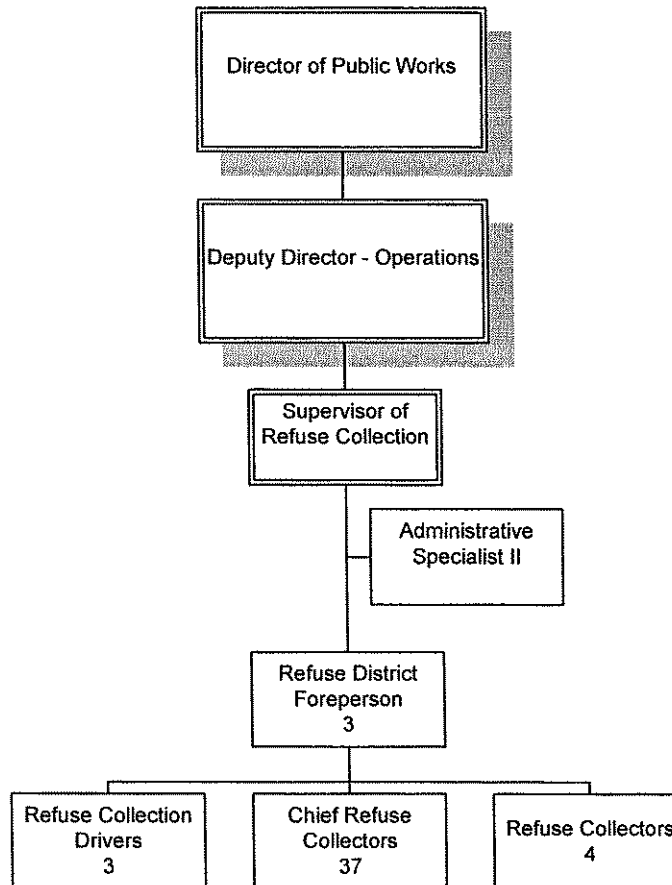 Director of Public Works
Deputy Director - Operations
Supervisor of
Refuse Collection
Administrative
Specialist II
Refuse District
Foreperson
3
Refuse Collection
Drivers
3
Chief Refuse
Collectors
37
Refuse Collectors
4